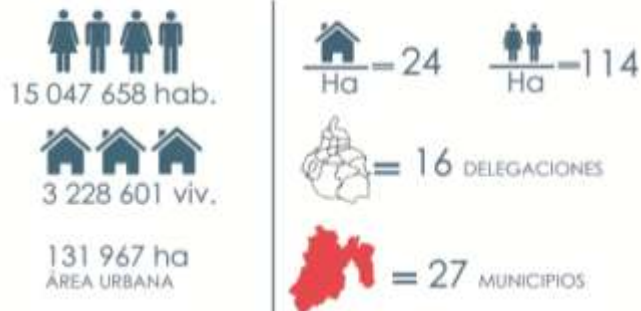 15 047 658 hab.
3 228 601 viv.
131 967 ha
ÁREA URBANA
Ha = 24
Ha =114
= 16 DELEGACIONES
= 27 MUNICIPIOS